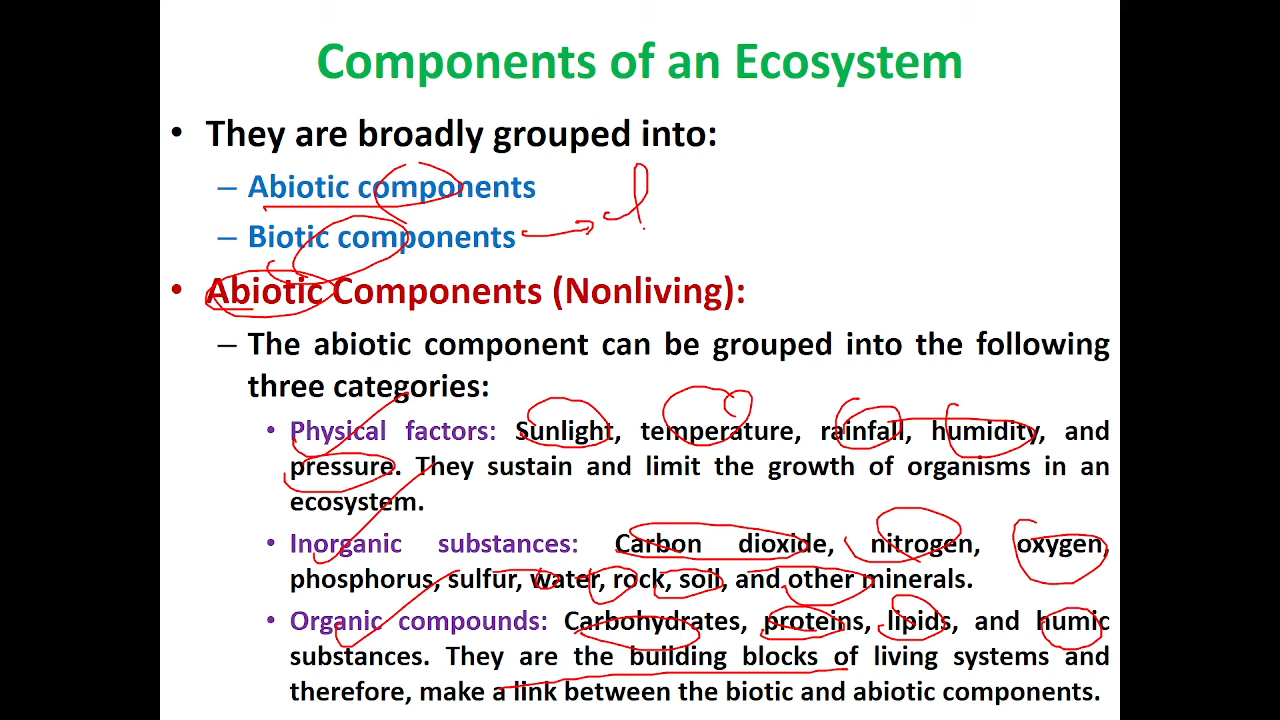 Components of an Ecosystem
• They are broadly grouped into:
– Abiotic components
– Biotic components
• Abiotic Components (Nonliving):
– The abiotic component can be grouped into the following
three categories:
• Physical factors: Sunlight, temperature, rainfall, humidity, and
pressure. They sustain and limit the growth of organisms in an
ecosystem.
• Inorganic substances: Carbon dioxide, nitrogen, oxygen,
phosphorus, sulfur, water, rock, soil, and other minerals.
• Organic compounds: Carbohydrates, proteins, lipids, and humic
substances. They are the building blocks of living systems and
therefore, make a link between the biotic and abiotic components.